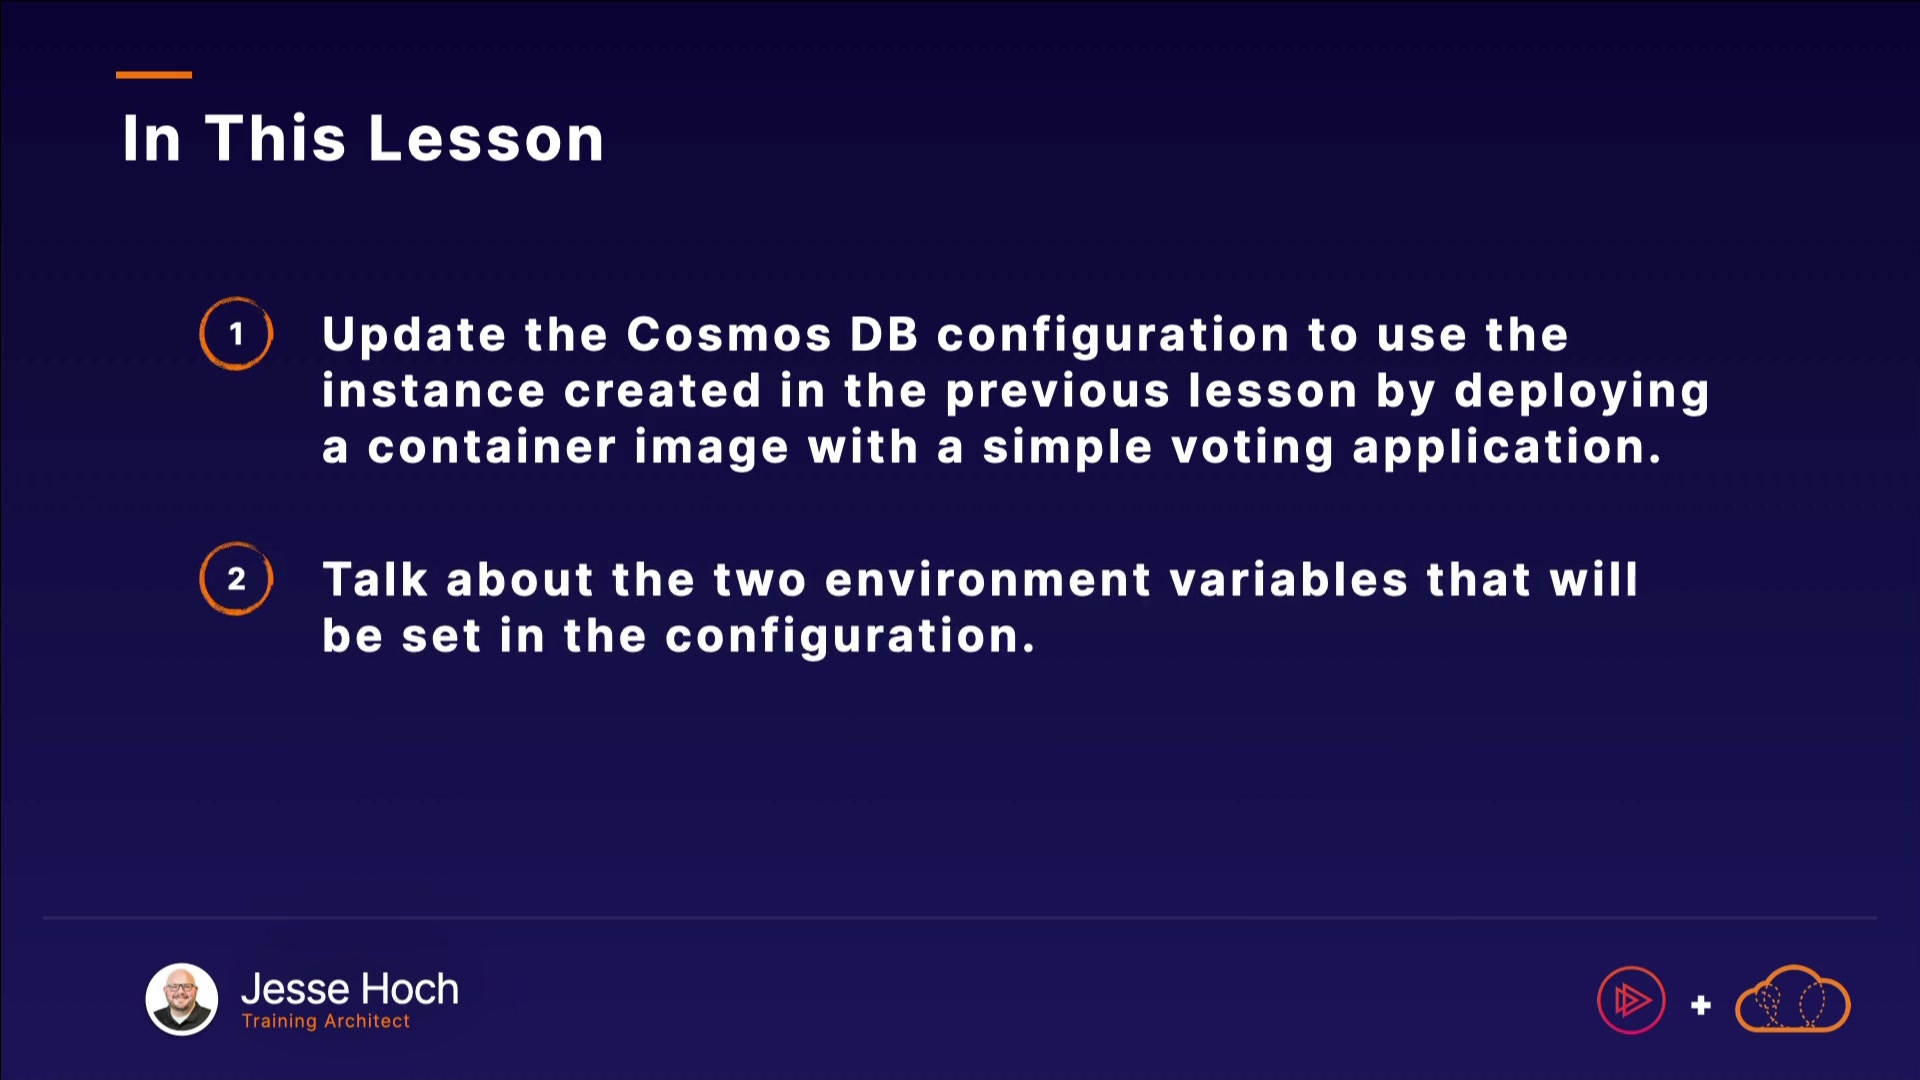 In This Lesson
1
Update the Cosmos DB configuration to use the
instance created in the previous lesson by deploying
a container image with a simple voting application.
2
Talk about the two environment variables that will
be set in the configuration.
Jesse Hoch
Training Architect
+